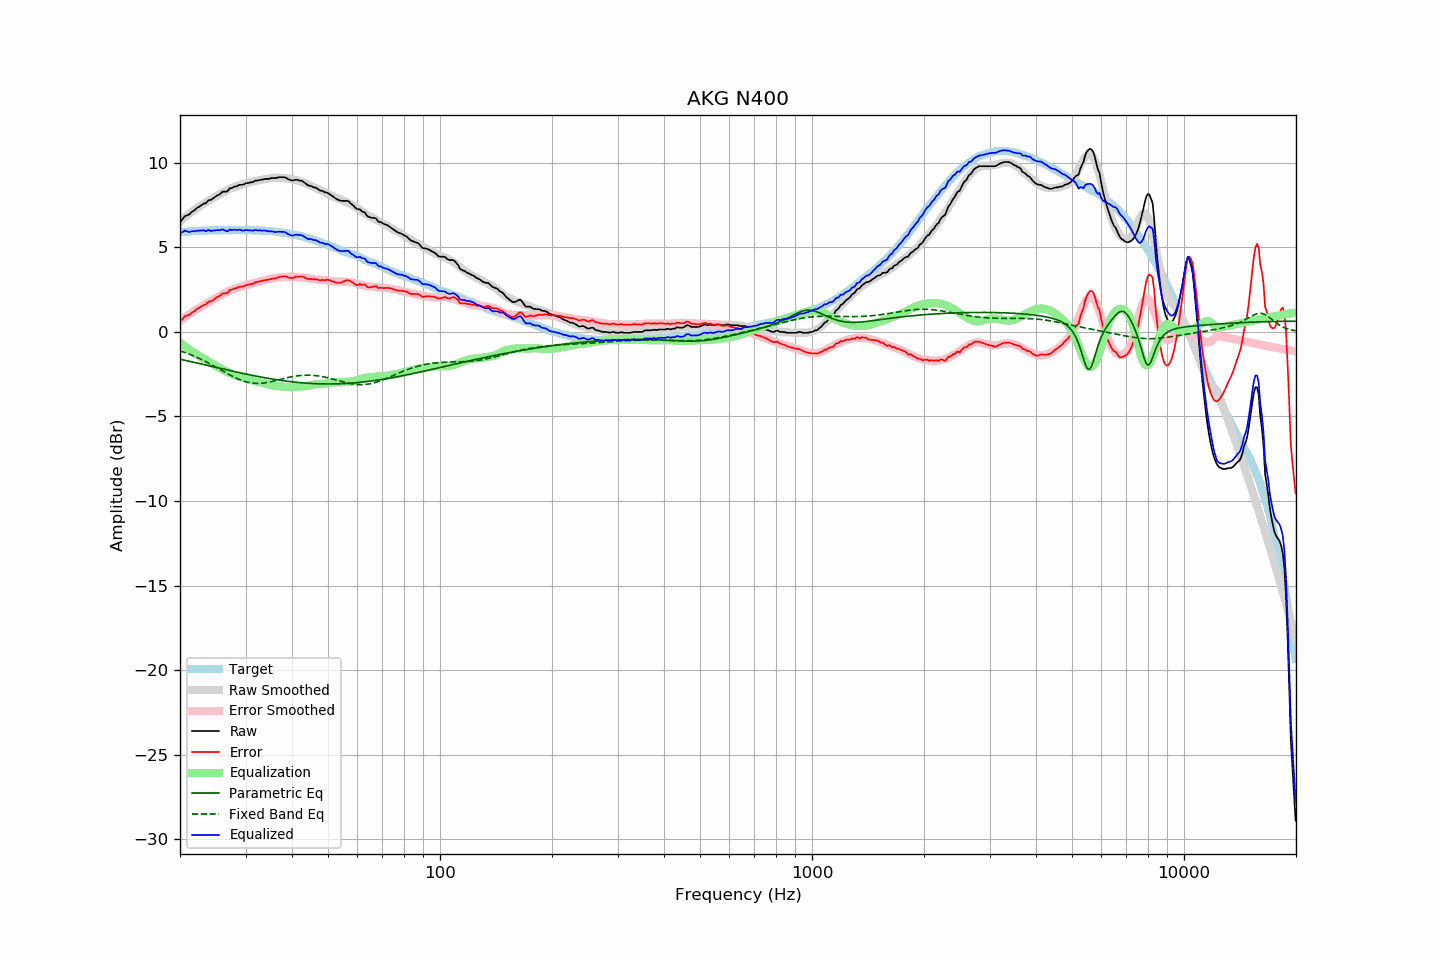 AKG N400
10
5
0
−5
−10
−15
−20
−25
−30
Amplitude (dBr)
Target
Raw Smoothed
Error Smoothed
Raw
Error
Equalization
Parametric Eq
Fixed Band Eq
Equalized
100
1000
10000
Frequency (Hz)